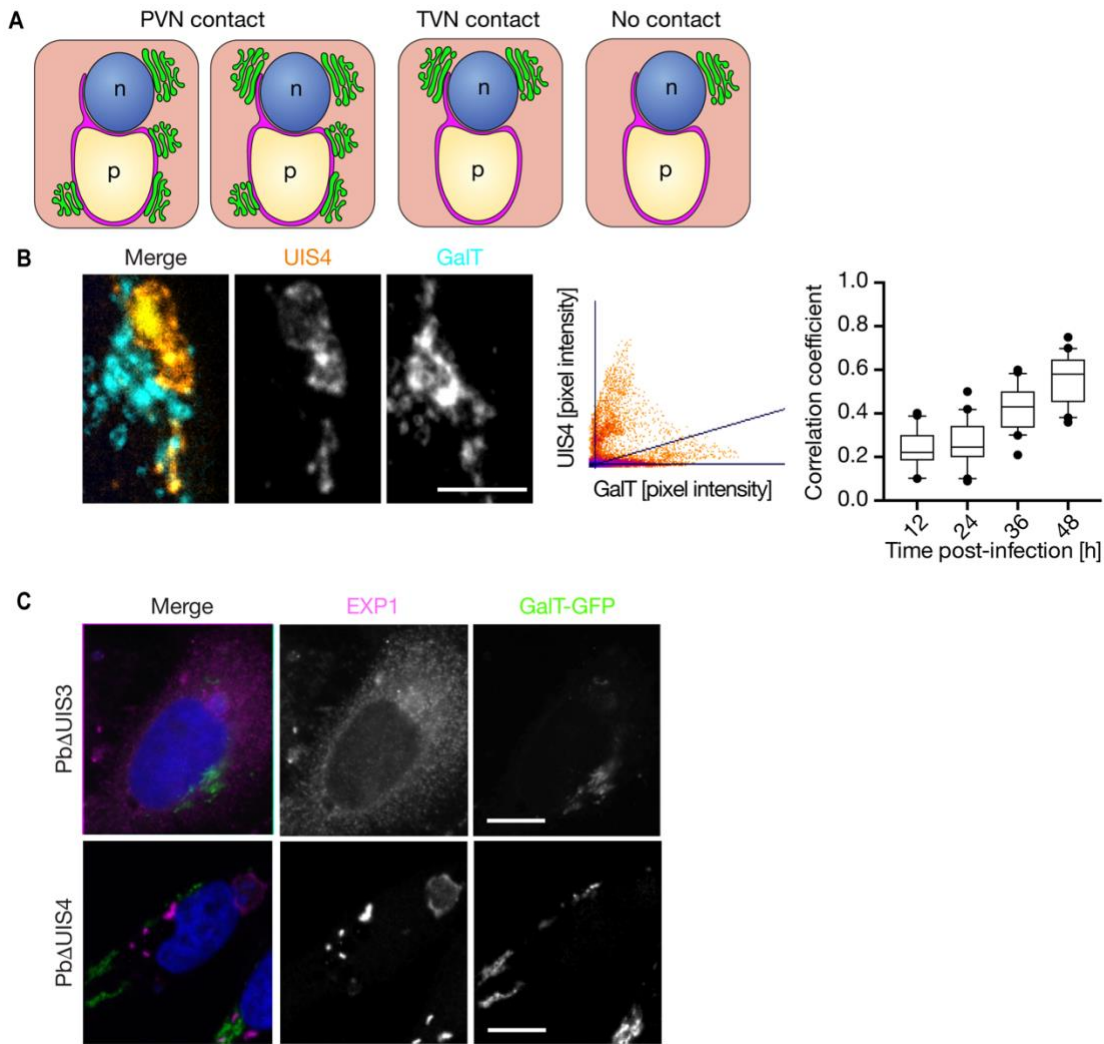 A
PVN contact TVN contact No contact
n n n n
p p p p
B
Merge UIS4 GalT
UIS4 [pixel intensity]
GalT [pixel intensity]
Correlation coefficient
1.0
0.8
0.6
0.4
0.2
0.0
12 24 36 48
Time post-infection [h]
C
Merge EXP1 GalT-GFP
PbΔUIS3
PbΔUIS4